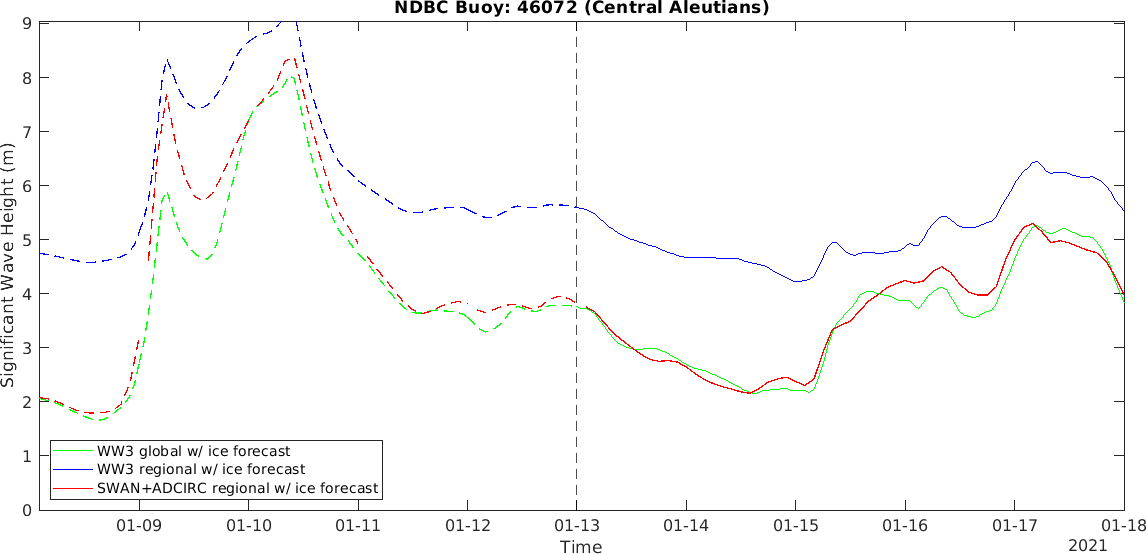 NDBC Buoy: 46072 (Central Aleutians)
Significant Wave Height (m)
9
8
7
6
5
4
3
2
1
0
WW3 global w/ ice forecast
WW3 regional w/ ice forecast
SWAN+ADCIRC regional w/ ice forecast
01-09 01-10 01-11 01-12 01-13 01-14 01-15 01-16 01-17 01-18
Time
2021